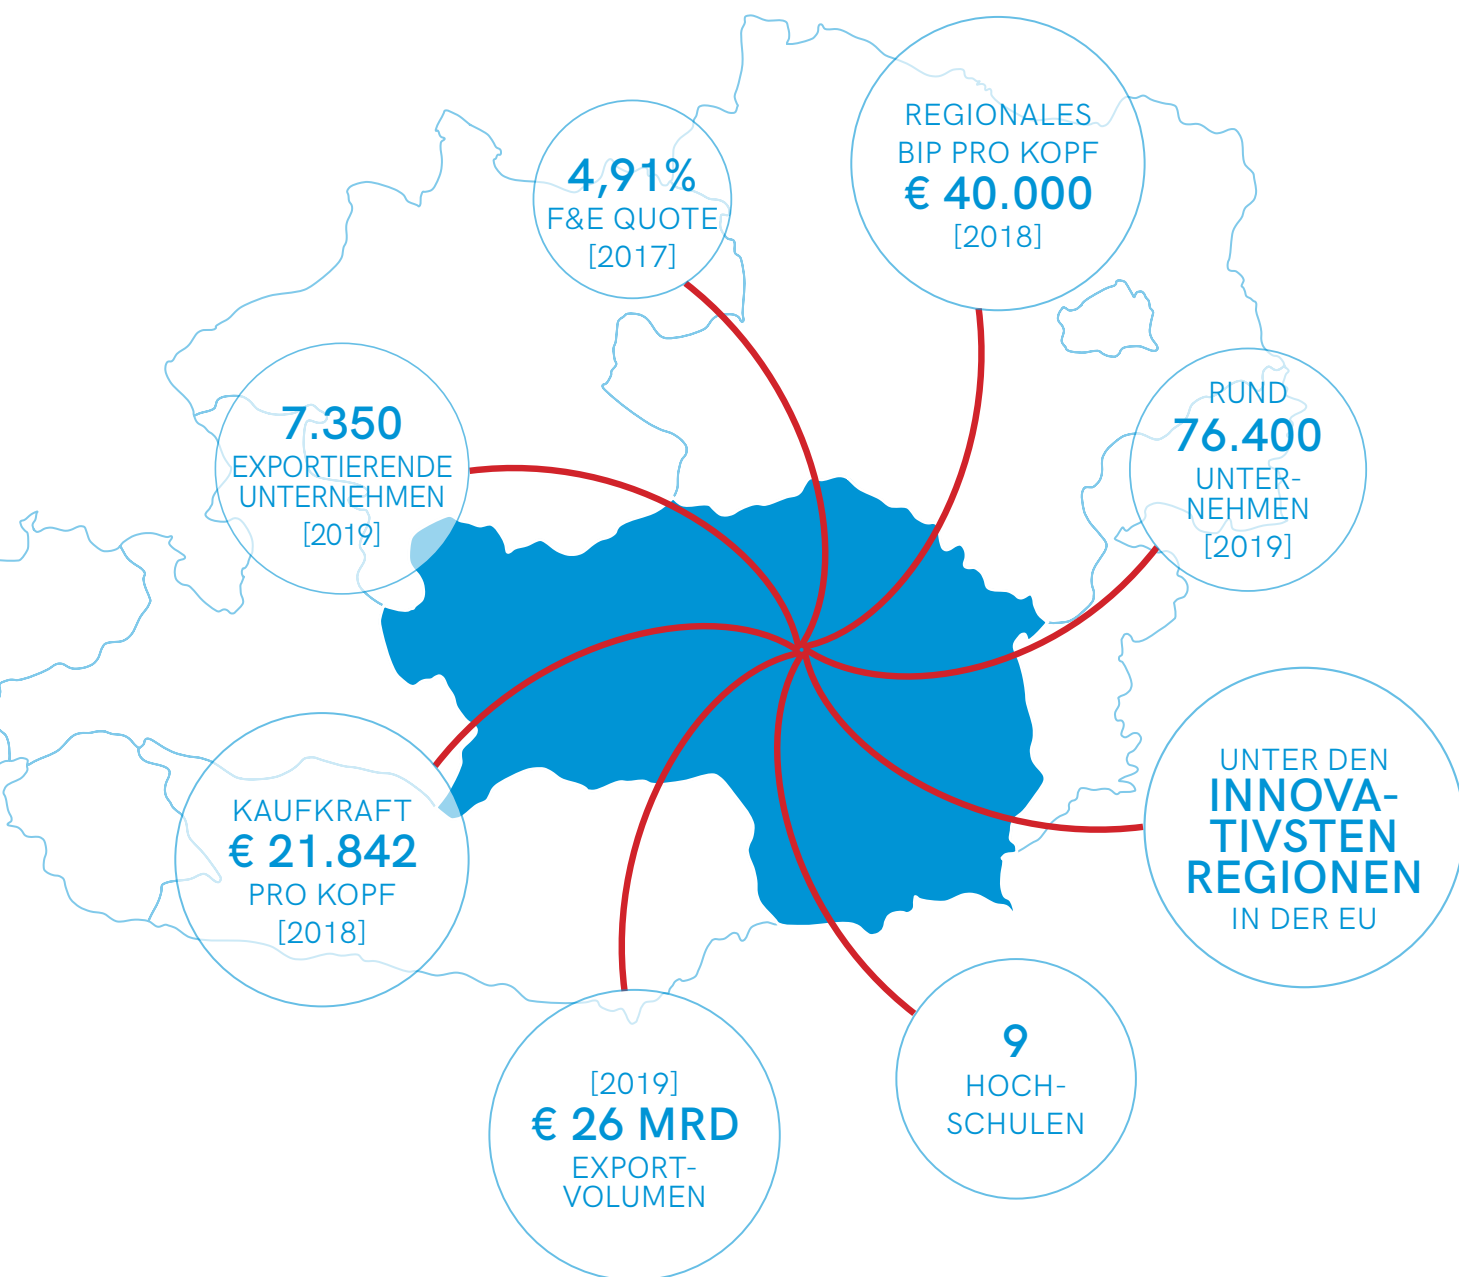 REGIONALES
BIP PRO KOPF
€ 40.000
[2018]
4,91%
F&E QUOTE
[2017]
RUND
76.400
UNTER-
NEHMEN
[2019]
7.350
EXPORTIERENDE
UNTERNEHMEN
[2019]
UNTER DEN
INNOVA-
TIVSTEN
REGIONEN
IN DER EU
KAUFKRAFT
€ 21.842
PRO KOPF
[2018]
9
HOCH-
SCHULEN
[2019]
€ 26 MRD
EXPORT-
VOLUMEN